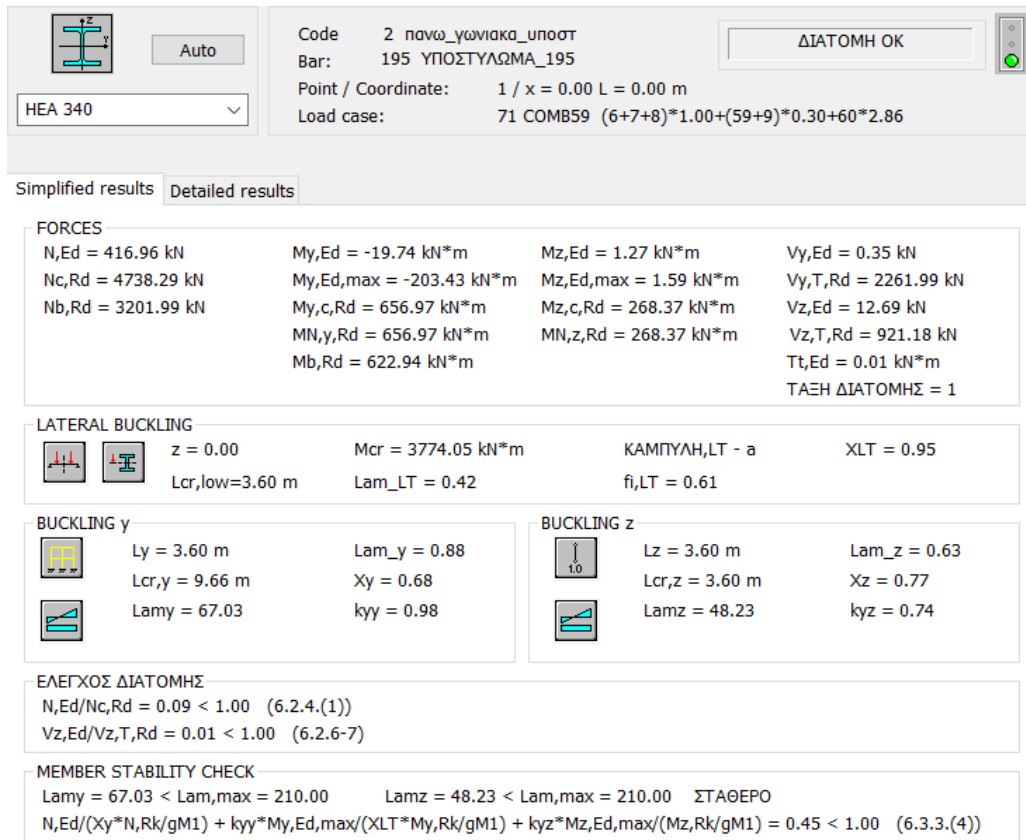 z
Y
Auto
HEA 340
Code 2 πανω_γωνιακα_υποστ
Bar: 195 ΥΠΟΣΤΥΛΩΜΑ_195
Point / Coordinate: 1 / x = 0.00 L = 0.00 m
Load case: 71 COMB59 (6+7+8)*1.00+(59+9)*0.30+60*2.86
ΔΙΑΤΟΜΗ OK
Simplified results Detailed results
FORCES
N,Ed = 416.96 kN My,Ed = -19.74 kN*m Mz,Ed = 1.27 kN*m Vy,Ed = 0.35 kN
Nc,Rd = 4738.29 kN My,Ed,max = -203.43 kN*m Mz,Ed,max = 1.59 kN*m Vy,T,Rd = 2261.99 kN
Nb,Rd = 3201.99 kN My,c,Rd = 656.97 kN*m Mz,c,Rd = 268.37 kN*m Vz,Ed = 12.69 kN
MN,y,Rd = 656.97 kN*m MN,z,Rd = 268.37 kN*m Vz,T,Rd = 921.18 kN
Mb,Rd = 622.94 kN*m Tt,Ed = 0.01 kN*m
ΤΑΞΗ ΔΙΑΤΟΜΗΣ = 1
LATERAL BUCKLING
z = 0.00 Mcr = 3774.05 kN*m ΚΑΜΠΥΛΗ,LT - a XLT = 0.95
Lcr,low=3.60 m Lam_LT = 0.42 fi,LT = 0.61
BUCKLING y
Ly = 3.60 m Lam_y = 0.88
Lcr,y = 9.66 m Xy = 0.68
Lamy = 67.03 kyy = 0.98
BUCKLING z
1.0
Lz = 3.60 m Lam_z = 0.63
Lcr,z = 3.60 m Xz = 0.77
Lamz = 48.23 kyz = 0.74
ΕΛΕΓΧΟΣ ΔΙΑΤΟΜΗΣ
N,Ed/Nc,Rd = 0.09 < 1.00 (6.2.4.(1))
Vz,Ed/Vz,T,Rd = 0.01 < 1.00 (6.2.6-7)
MEMBER STABILITY CHECK
Lamy = 67.03 < Lam,max = 210.00 Lamz = 48.23 < Lam,max = 210.00 ΣΤΑΘΕΡΟ
N,Ed/(Xy*N,Rk/gM1) + kyy*My,Ed,max/(XLT*My,Rk/gM1) + kyz*Mz,Ed,max/(Mz,Rk/gM1) = 0.45 < 1.00 (6.3.3.(4))